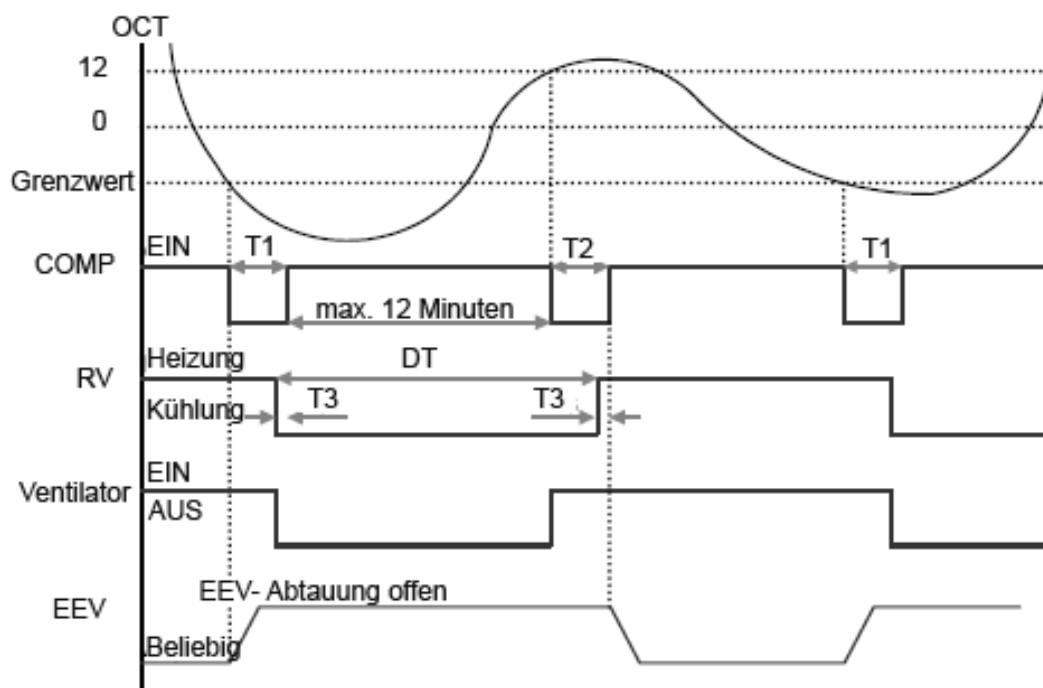 OCT
12
0
Grenzwert
EIN
T1
T2
T1
COMP
max. 12 Minuten
Heizung
DT
RV
Kühlung
T3
T3
EIN
Ventilator
AUS
EEV- Abtauung offen
EEV
Beliebig